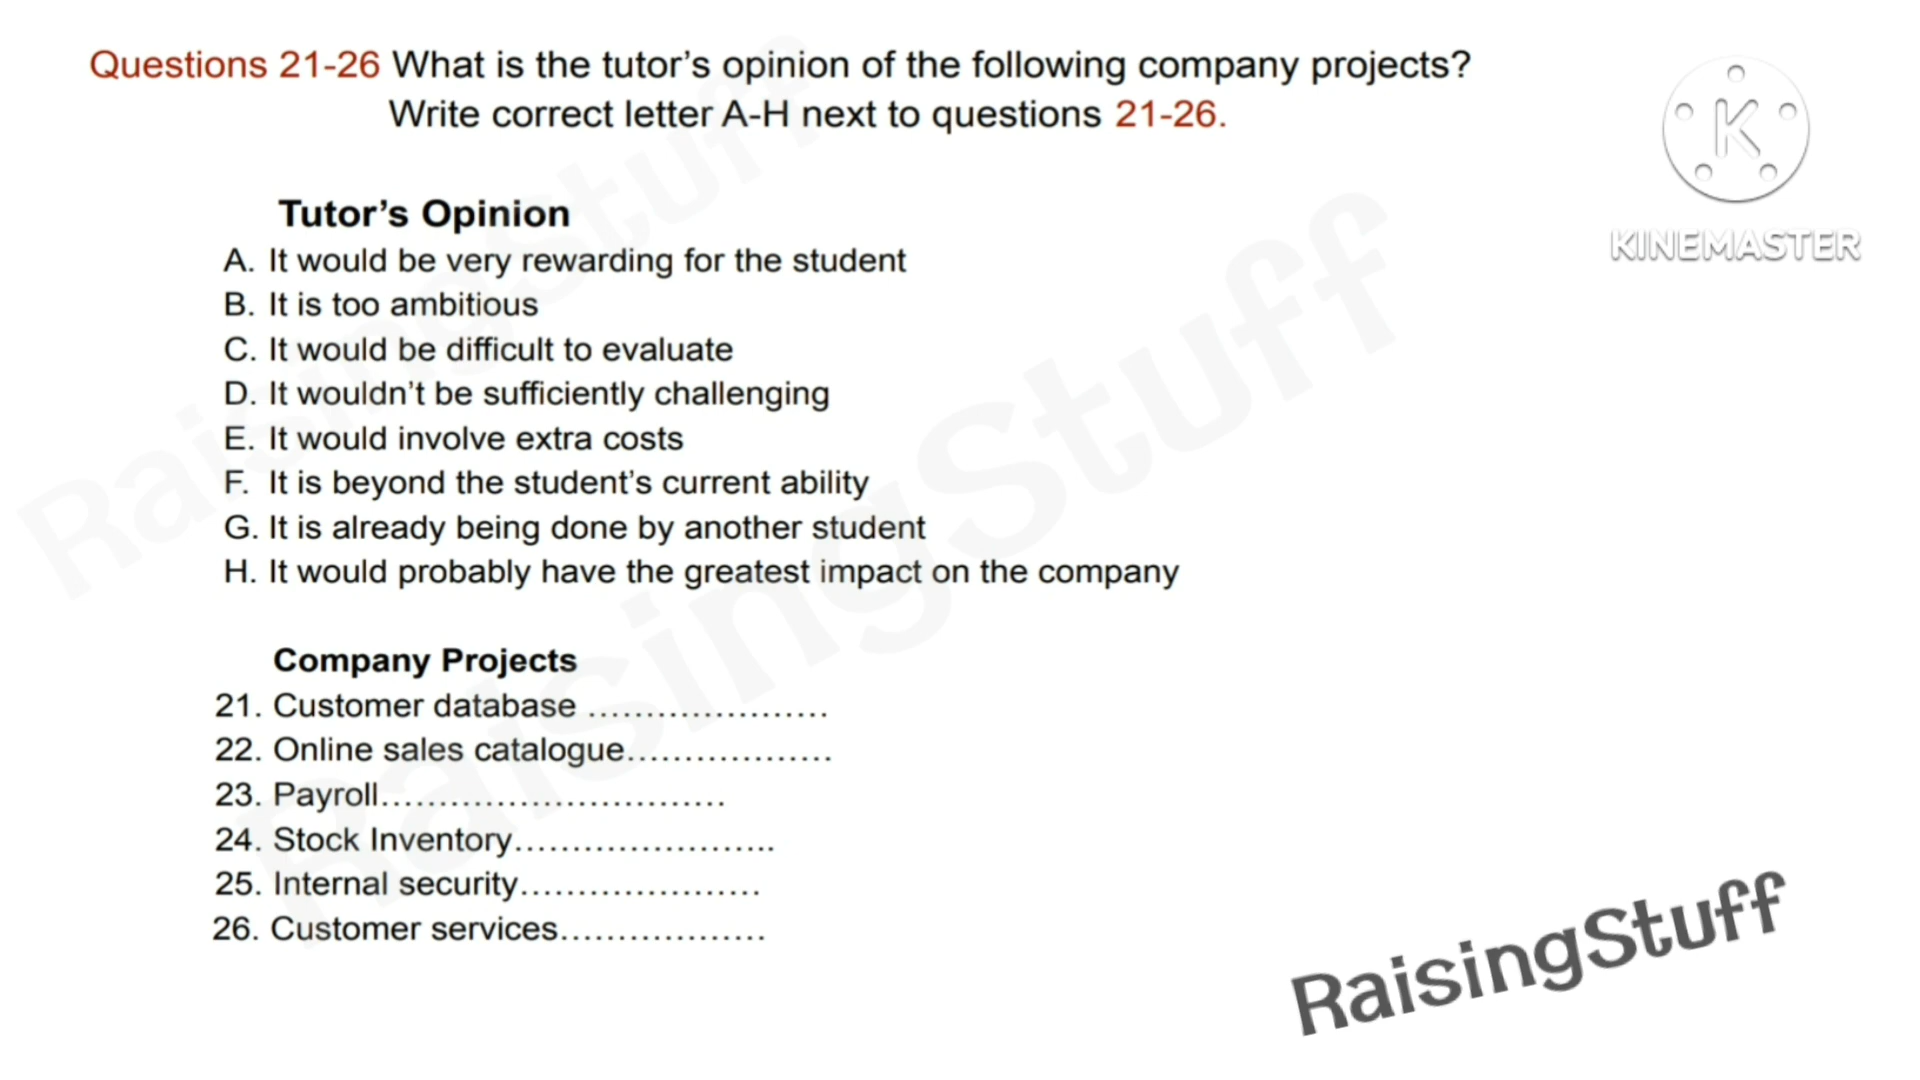 Questions 21-26 What is the tutor's opinion of the following company projects?
Write correct letter A-H next to questions 21-26.
K
KINEMASTER
Tutor's Opinion
A. It would be very rewarding for the student
B. It is too ambitious
C. It would be difficult to evaluate
D. It wouldn't be sufficiently challenging
E. It would involve extra costs
F. It is beyond the student's current ability
G. It is already being done by another student
H. It would probably have the greatest impact on the company
Company Projects
21. Customer database .....................
22. Online sales catalogue..................
23. Payroll..............................
24. Stock Inventory.......................
25. Internal security.....................
26. Customer services..................
RaisingStuff
RaisingStuff
RaisingStuff